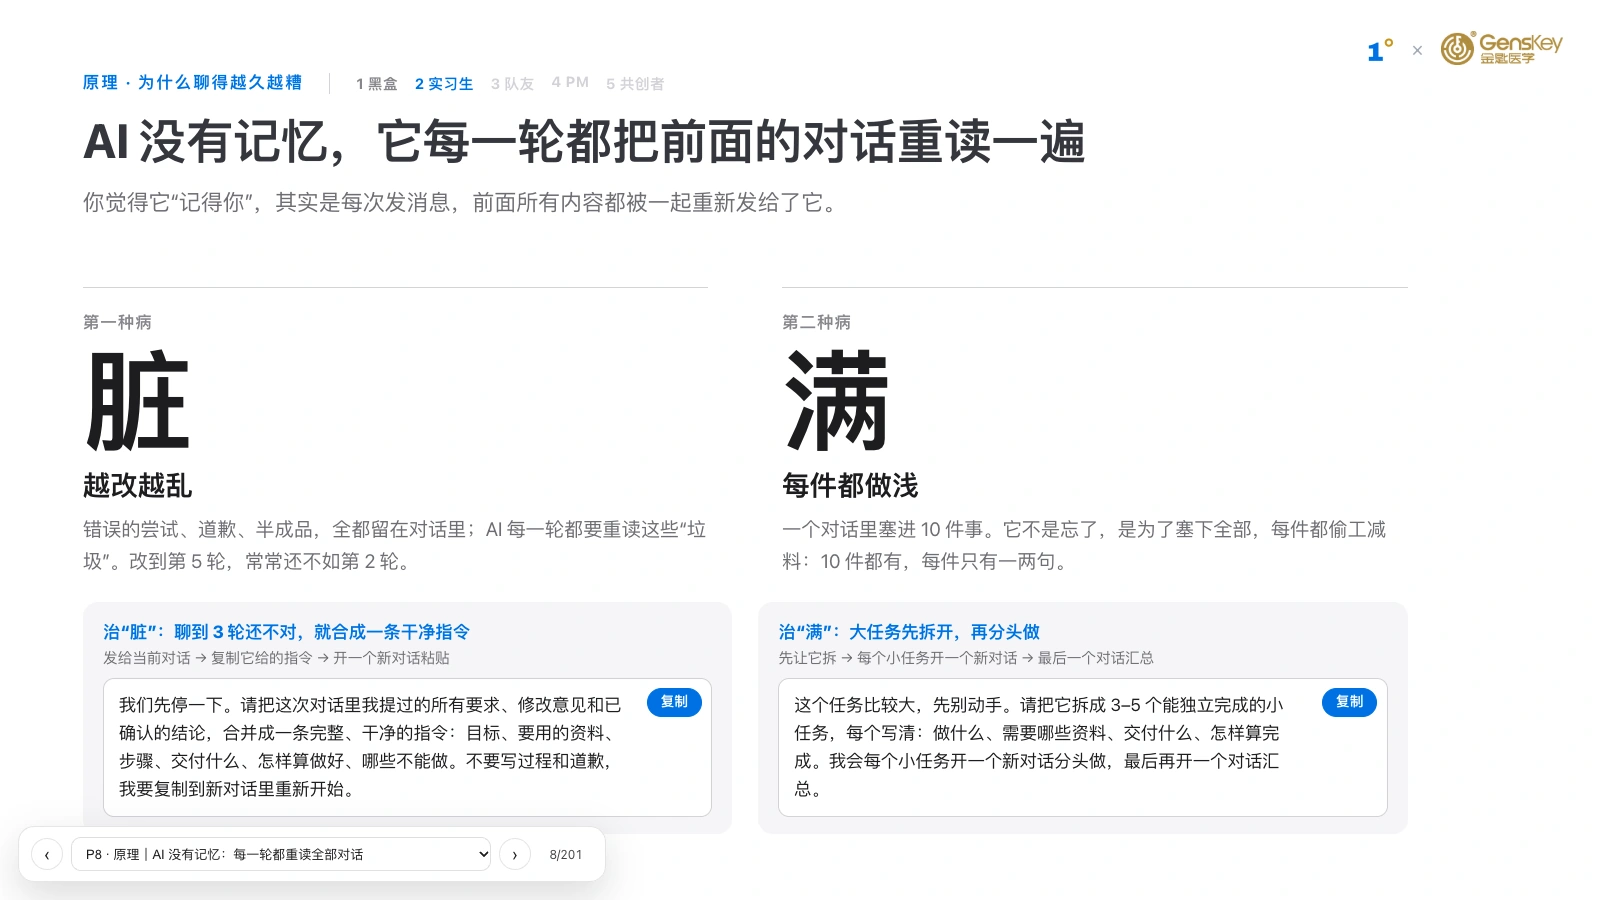 1° × GensKey® 金匙医学
原理 · 为什么聊得越久越糟 1 黑盒 2 实习生 3 队友 4 PM 5 共创者
AI 没有记忆，它每一轮都把前面的对话重读一遍
你觉得它“记得你”，其实是每次发消息，前面所有内容都被一起重新发给了它。
第一种病
脏
越改越乱
错误的尝试、道歉、半成品，全都留在对话里；AI 每一轮都要重读这些“垃
圾”。改到第 5 轮，常常还不如第 2 轮。
治“脏”：聊到 3 轮还不对，就合成一条干净指令
发给当前对话 → 复制它给的指令 → 开一个新对话粘贴
我们先停一下。请把这次对话里我提过的所有要求、修改意见和已
确认的结论，合并成一条完整、干净的指令：目标、要用的资料、
步骤、交付什么、怎样算做好、哪些不能做。不要写过程和道歉，
我要复制到新对话里重新开始。
复制
第二种病
满
每件都做浅
一个对话里塞进 10 件事。它不是忘了，是为了塞下全部，每件都偷工减
料：10 件都有，每件只有一两句。
治“满”：大任务先拆开，再分头做
先让它拆 → 每个小任务开一个新对话 → 最后一个对话汇总
这个任务比较大，先别动手。请把它拆成 3–5 个能独立完成的小
任务，每个写清：做什么、需要哪些资料、交付什么、怎样算完
成。我会每个小任务开一个新对话分头做，最后再开一个对话汇
总。
复制
‹ P8 · 原理｜AI 没有记忆：每一轮都重读全部对话 › 8/201